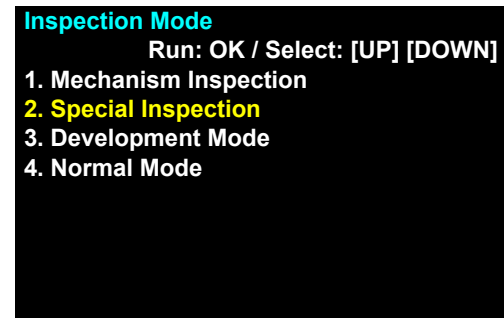 Inspection Mode
Run: OK / Select: [UP] [DOWN]
1. Mechanism Inspection
2. Special Inspection
3. Development Mode
4. Normal Mode